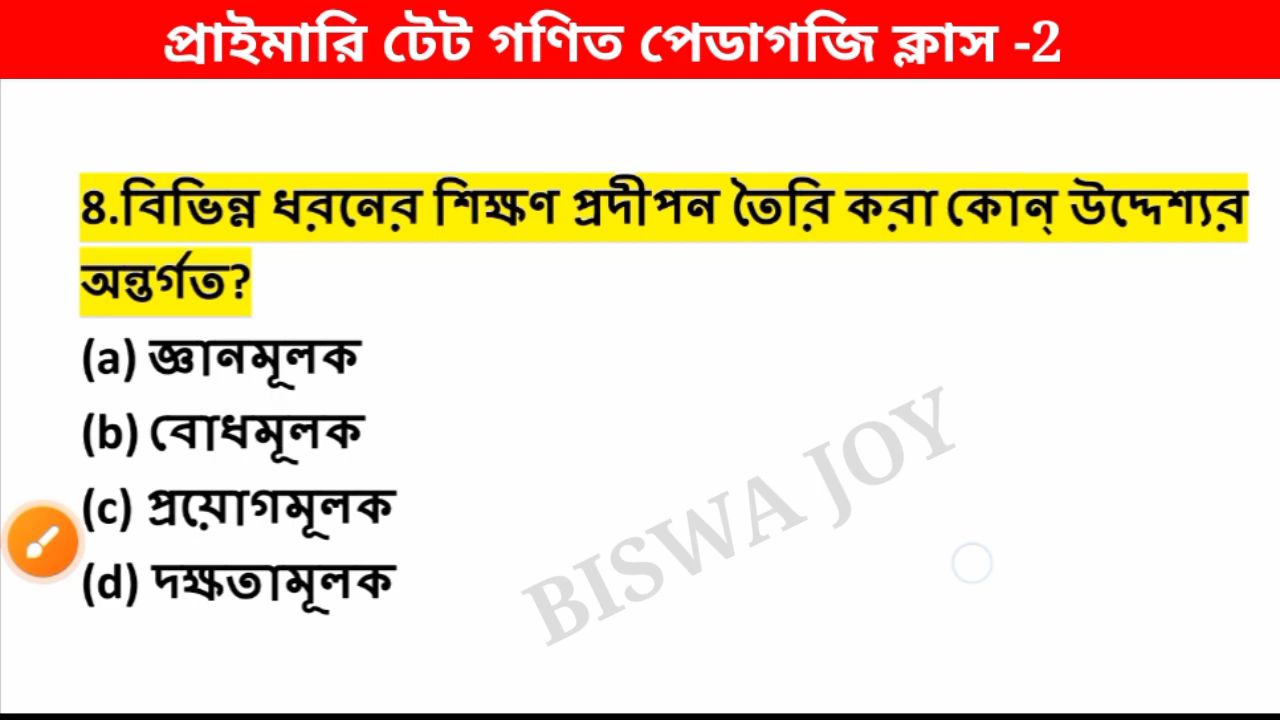 প্রাইমারি টেট গণিত পেডাগজি ক্লাস -2
8.বিভিন্ন ধরনের শিক্ষণ প্রদীপন তৈরি করা কোন্ উদ্দেশ্যর
অন্তর্গত?
(a) জ্ঞানমূলক
(b) বোধমূলক
(c) প্রয়োগমূলক
(d) দক্ষতামূলক
BISWA JOY